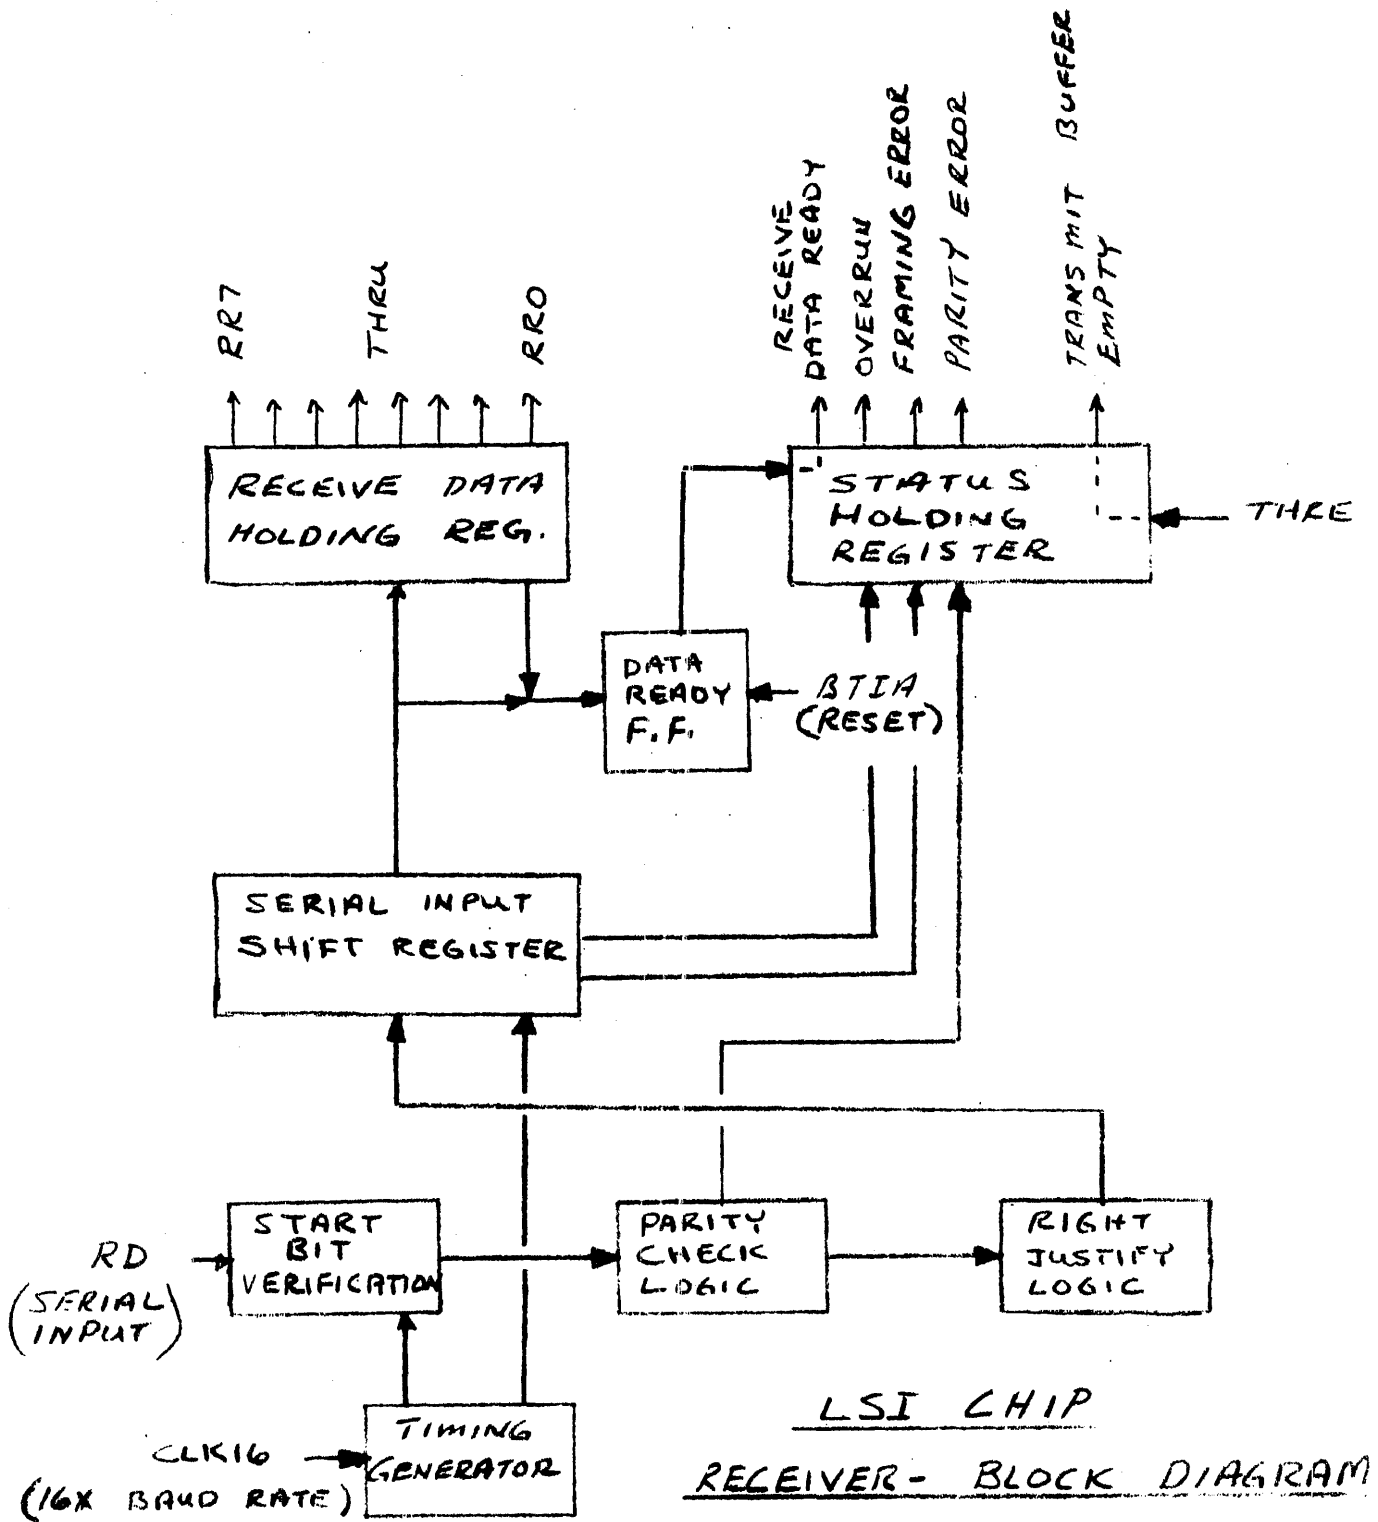 RR7
THRU
RR0
RECEIVE
DATA READY
OVERRUN
FRAMING ERROR
PARITY ERROR
TRANSMIT BUFFER
EMPTY
RECEIVE DATA
HOLDING REG.
STATUS
HOLDING
REGISTER
THRE
DATA
READY
F.F.
BTIA
(RESET)
SERIAL INPUT
SHIFT REGISTER
RD
(SERIAL
INPUT)
START
BIT
VERIFICATION
PARITY
CHECK
LOGIC
RIGHT
JUSTIFY
LOGIC
CLK16
(16X BAUD RATE)
TIMING
GENERATOR
LSI CHIP
RECEIVER - BLOCK DIAGRAM